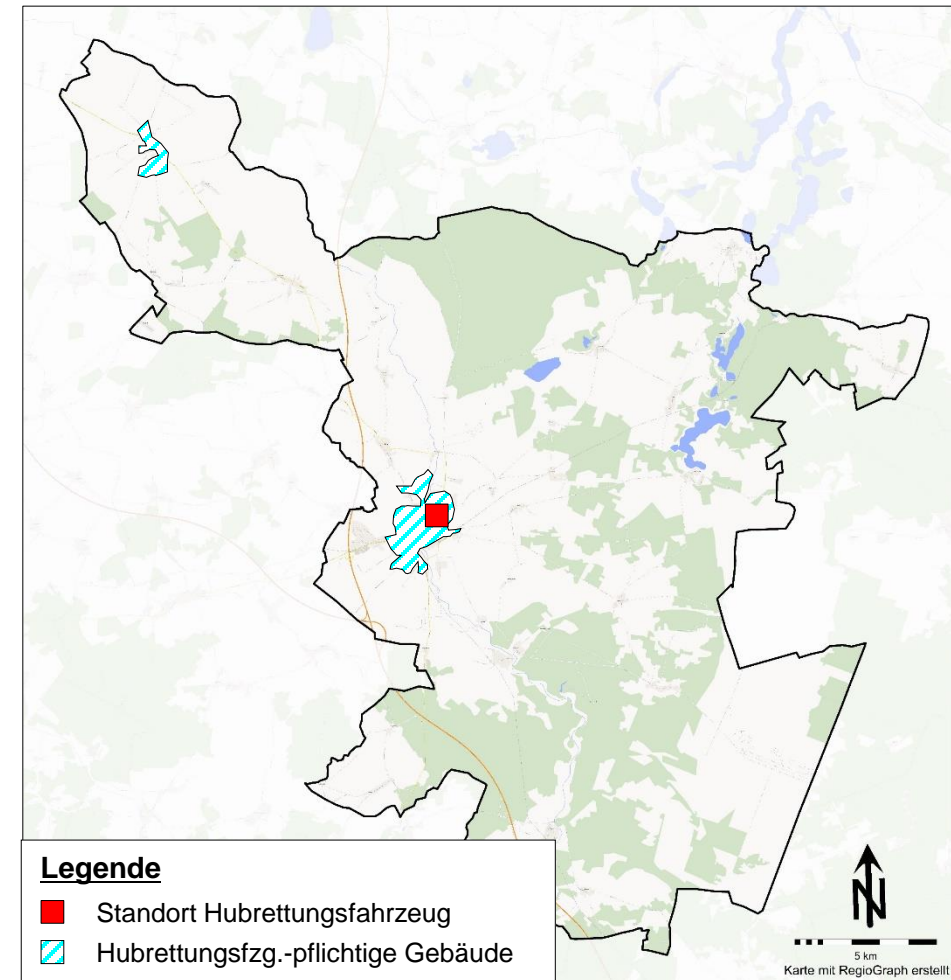 Legende
Standort Hubrettungsfahrzeug
Hubrettungsfzg.-pflichtige Gebäude
N
5 km
Karte mit RegioGraph erstellt